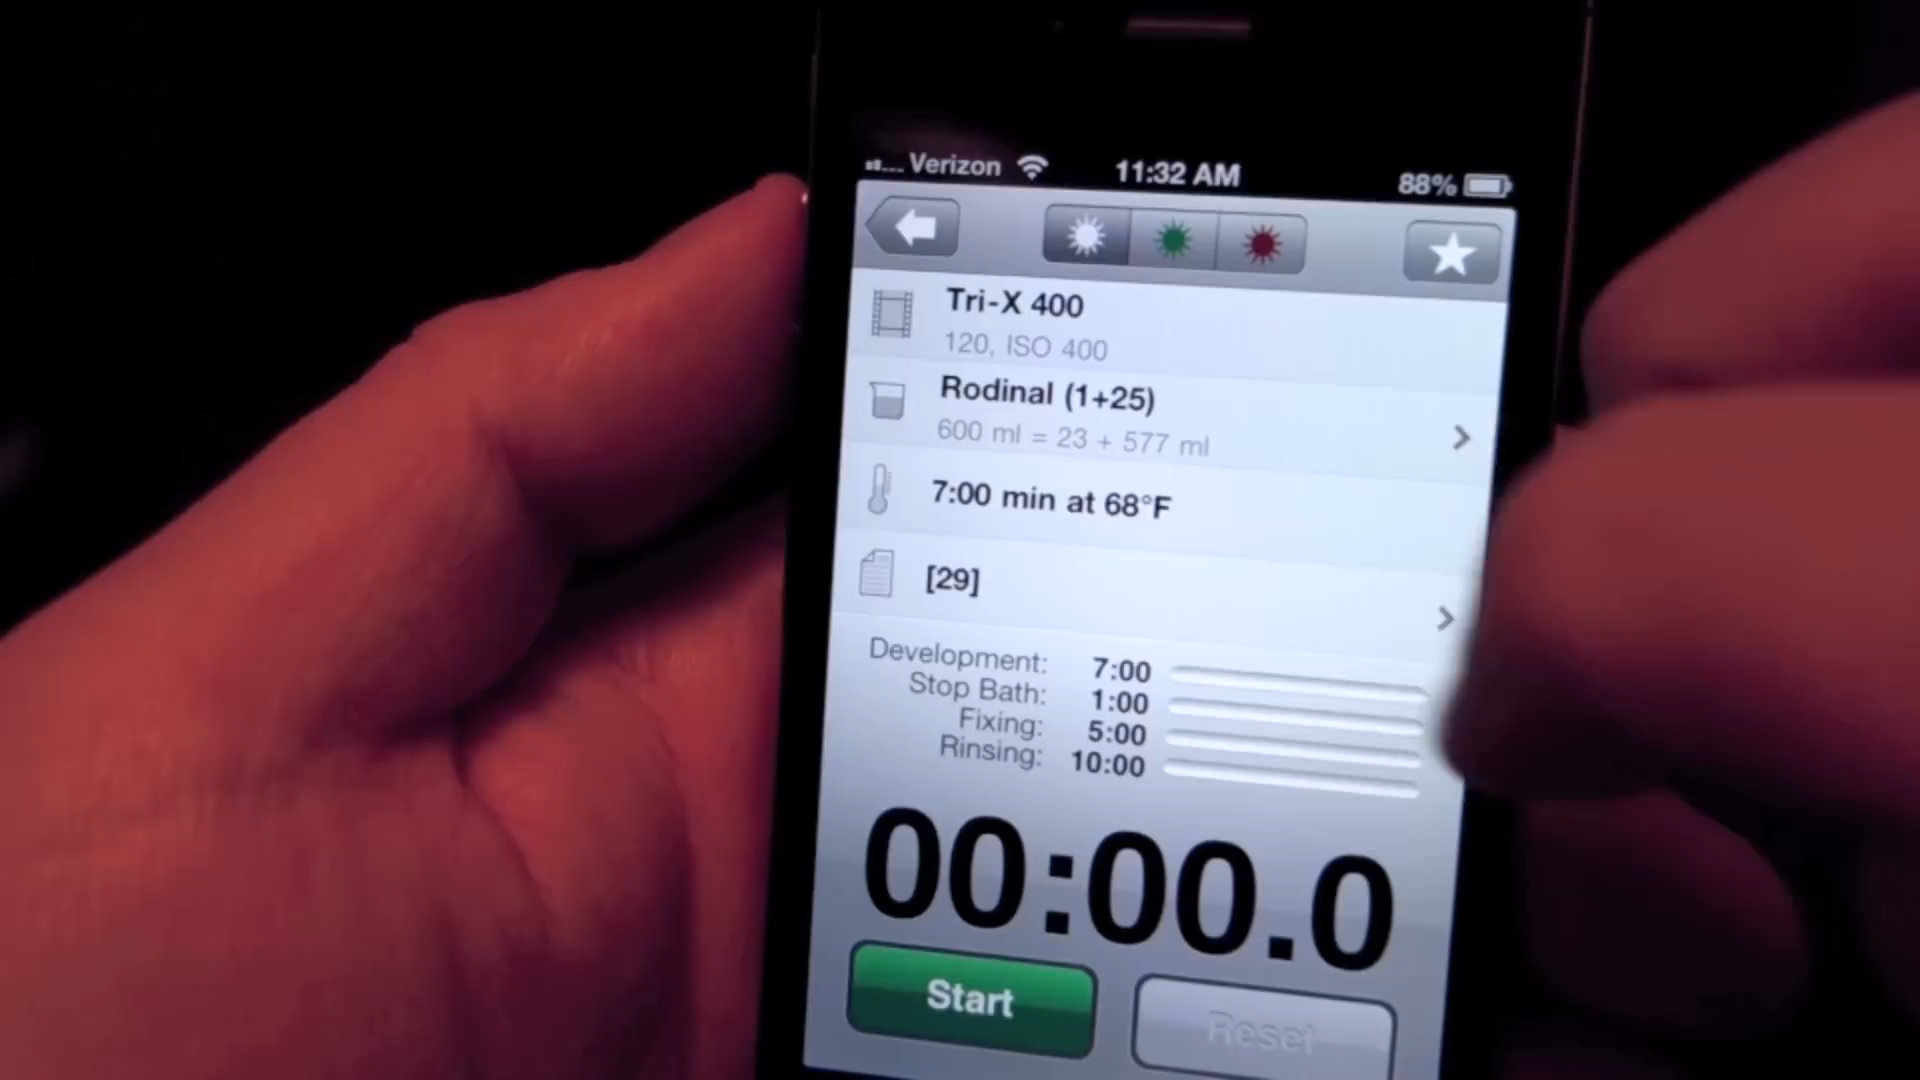 Verizon 11:32 AM 88%
Tri-X 400
120, ISO 400
Rodinal (1+25)
600 ml = 23 + 577 ml
7:00 min at 68°F
[29]
Development: 7:00
Stop Bath: 1:00
Fixing: 5:00
Rinsing: 10:00
00:00.0
Start Reset